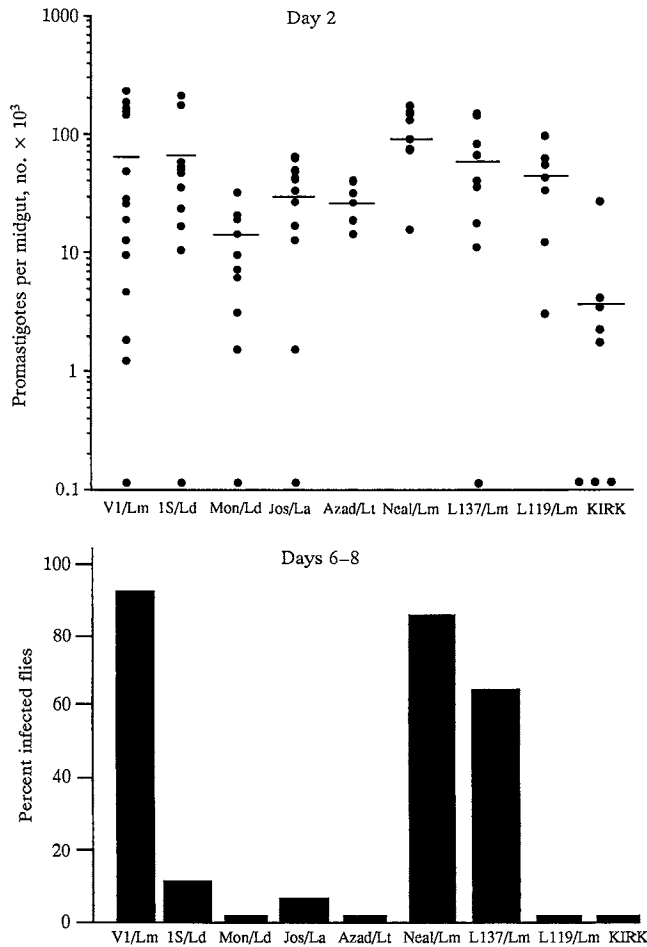 Day 2
Promastigotes per midgut, no. × 10³
1000
100
10
1
0.1
V1/Lm 1S/Ld Mon/Ld Jos/La Azad/Lt Neal/Lm L137/Lm L119/Lm KIRK
Days 6–8
Percent infected flies
100
80
60
40
20
0
V1/Lm 1S/Ld Mon/Ld Jos/La Azad/Lt Neal/Lm L137/Lm L119/Lm KIRK